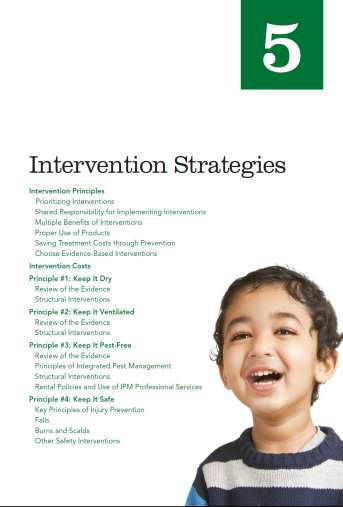 5
Intervention Strategies
Intervention Principles
Prioritizing Interventions
Shared Responsibility for Implementing Interventions
Multiple Benefits of Interventions
Proper Use of Products
Saving Treatment Costs through Prevention
Choose Evidence-Based Interventions
Intervention Costs
Principle #1: Keep It Dry
Review of the Evidence
Structural Interventions
Principle #2: Keep It Ventilated
Review of the Evidence
Structural Interventions
Principle #3: Keep It Pest-Free
Review of the Evidence
Principles of Integrated Pest Management
Structural Interventions
Rental Policies and Use of IPM Professional Services
Principle #4: Keep It Safe
Key Principles of Injury Prevention
Falls
Burns and Scalds
Other Safety Interventions